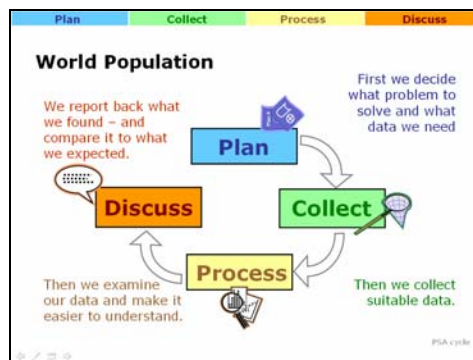 Plan
Collect
Process
Discuss
World Population
We report back what
we found – and
compare it to what
we expected.
First we decide
what problem to
solve and what
data we need
Plan
Discuss
Collect
Process
Then we examine
our data and make it
easier to understand.
Then we collect
suitable data.
PSA cycle